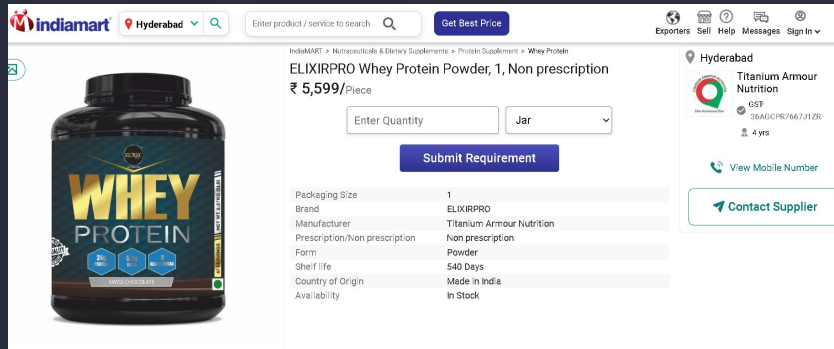 indiamart
Hyderabad
Enter product / service to search
Get Best Price
Exporters
Sell
Help
Messages
Sign In
IndiaMART > Nutraceuticals & Dietary Supplements > Protein Supplement > Whey Protein
ELIXIRPRO Whey Protein Powder, 1, Non prescription
₹ 5,599/Piece
Enter Quantity
Jar
Submit Requirement
Packaging Size 1
Brand ELIXIRPRO
Manufacturer Titanium Armour Nutrition
Prescription/Non prescription Non prescription
Form Powder
Shelf life 540 Days
Country of Origin Made in India
Availability In Stock
WHEY
PROTEIN
24g
SWISS CHOCOLATE
Hyderabad
Titanium Armour
Nutrition
GST-
36AGCPR7667J1ZR
4 yrs
View Mobile Number
Contact Supplier